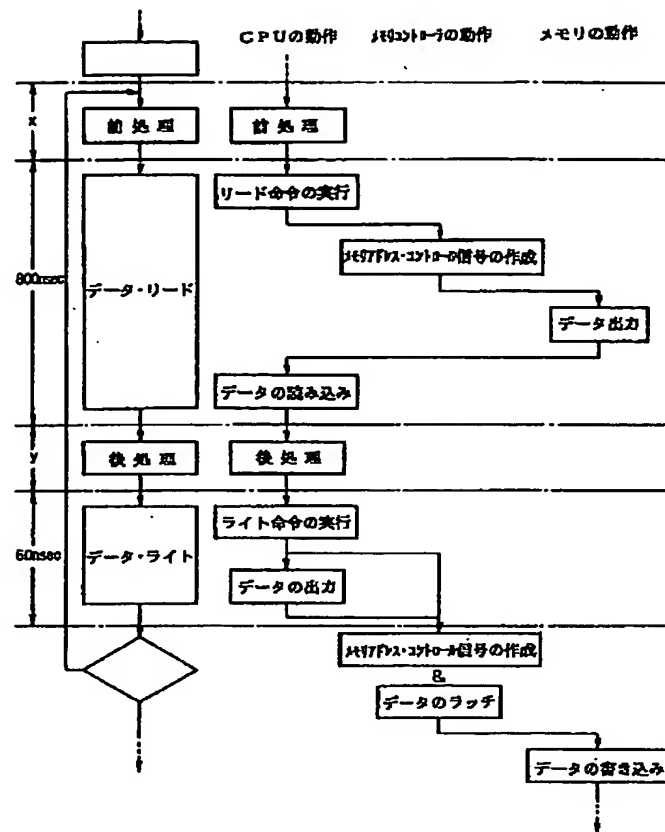 CPUの動作
メモリコントローラの動作
メモリの動作
x
前処理
前処理
800nsec
データ・リード
リード命令の実行
メモリアドレス・コントロール信号の作成
データ出力
データの読み込み
y
後処理
後処理
60nsec
データ・ライト
ライト命令の実行
データの出力
メモリアドレス・コントロール信号の作成
&
データのラッチ
データの書き込み